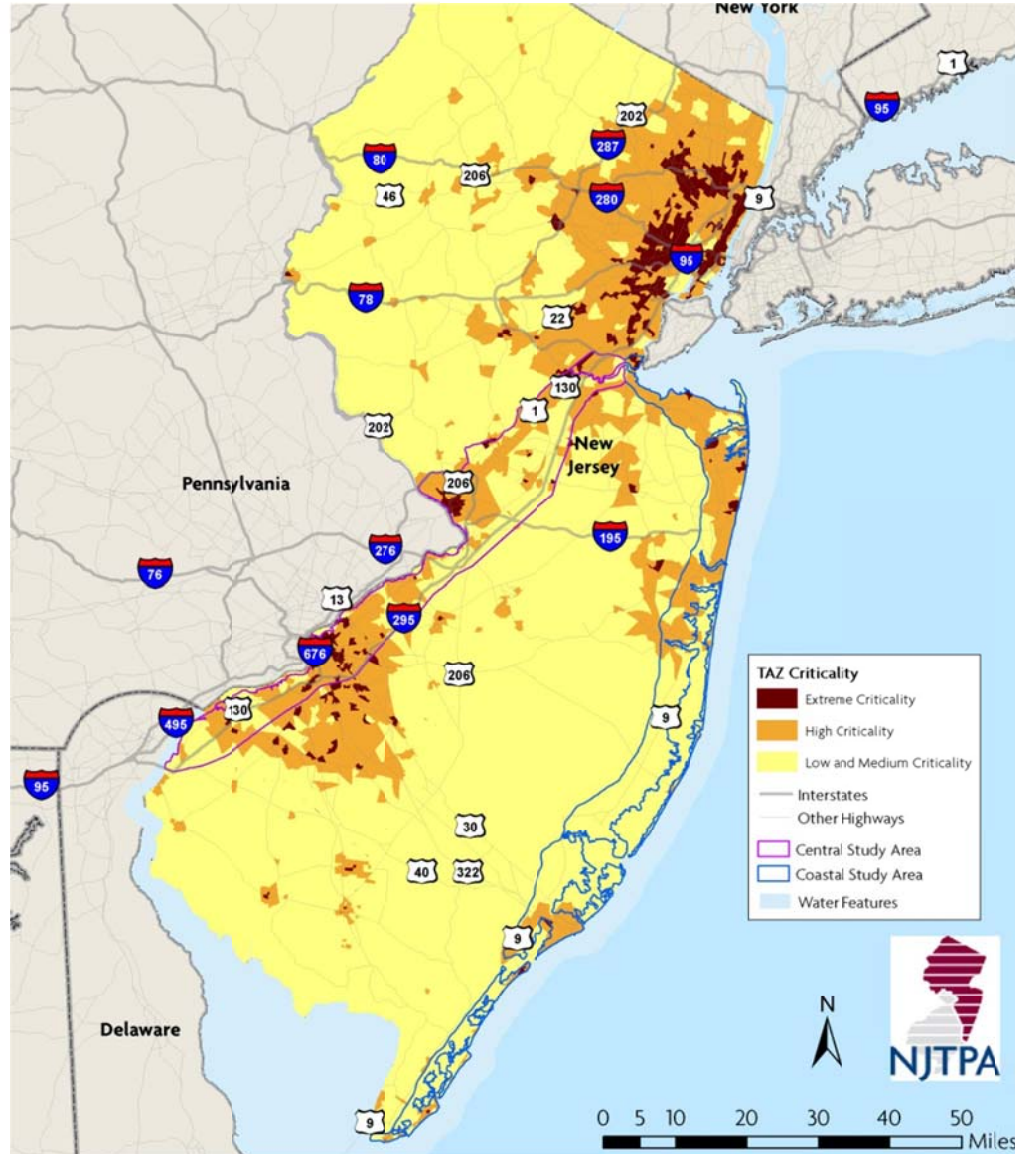 New York
1
95
202
287
80
206
46
280
9
95
78
22
130
1
202
New
Jersey
206
Pennsylvania
276
195
76
13
295
676
206
130
495
9
95
30
40
322
9
Delaware
9
TAZ Criticality
Extreme Criticality
High Criticality
Low and Medium Criticality
Interstates
Other Highways
Central Study Area
Coastal Study Area
Water Features
N
NJTPA
0 5 10 20 30 40 50
Miles